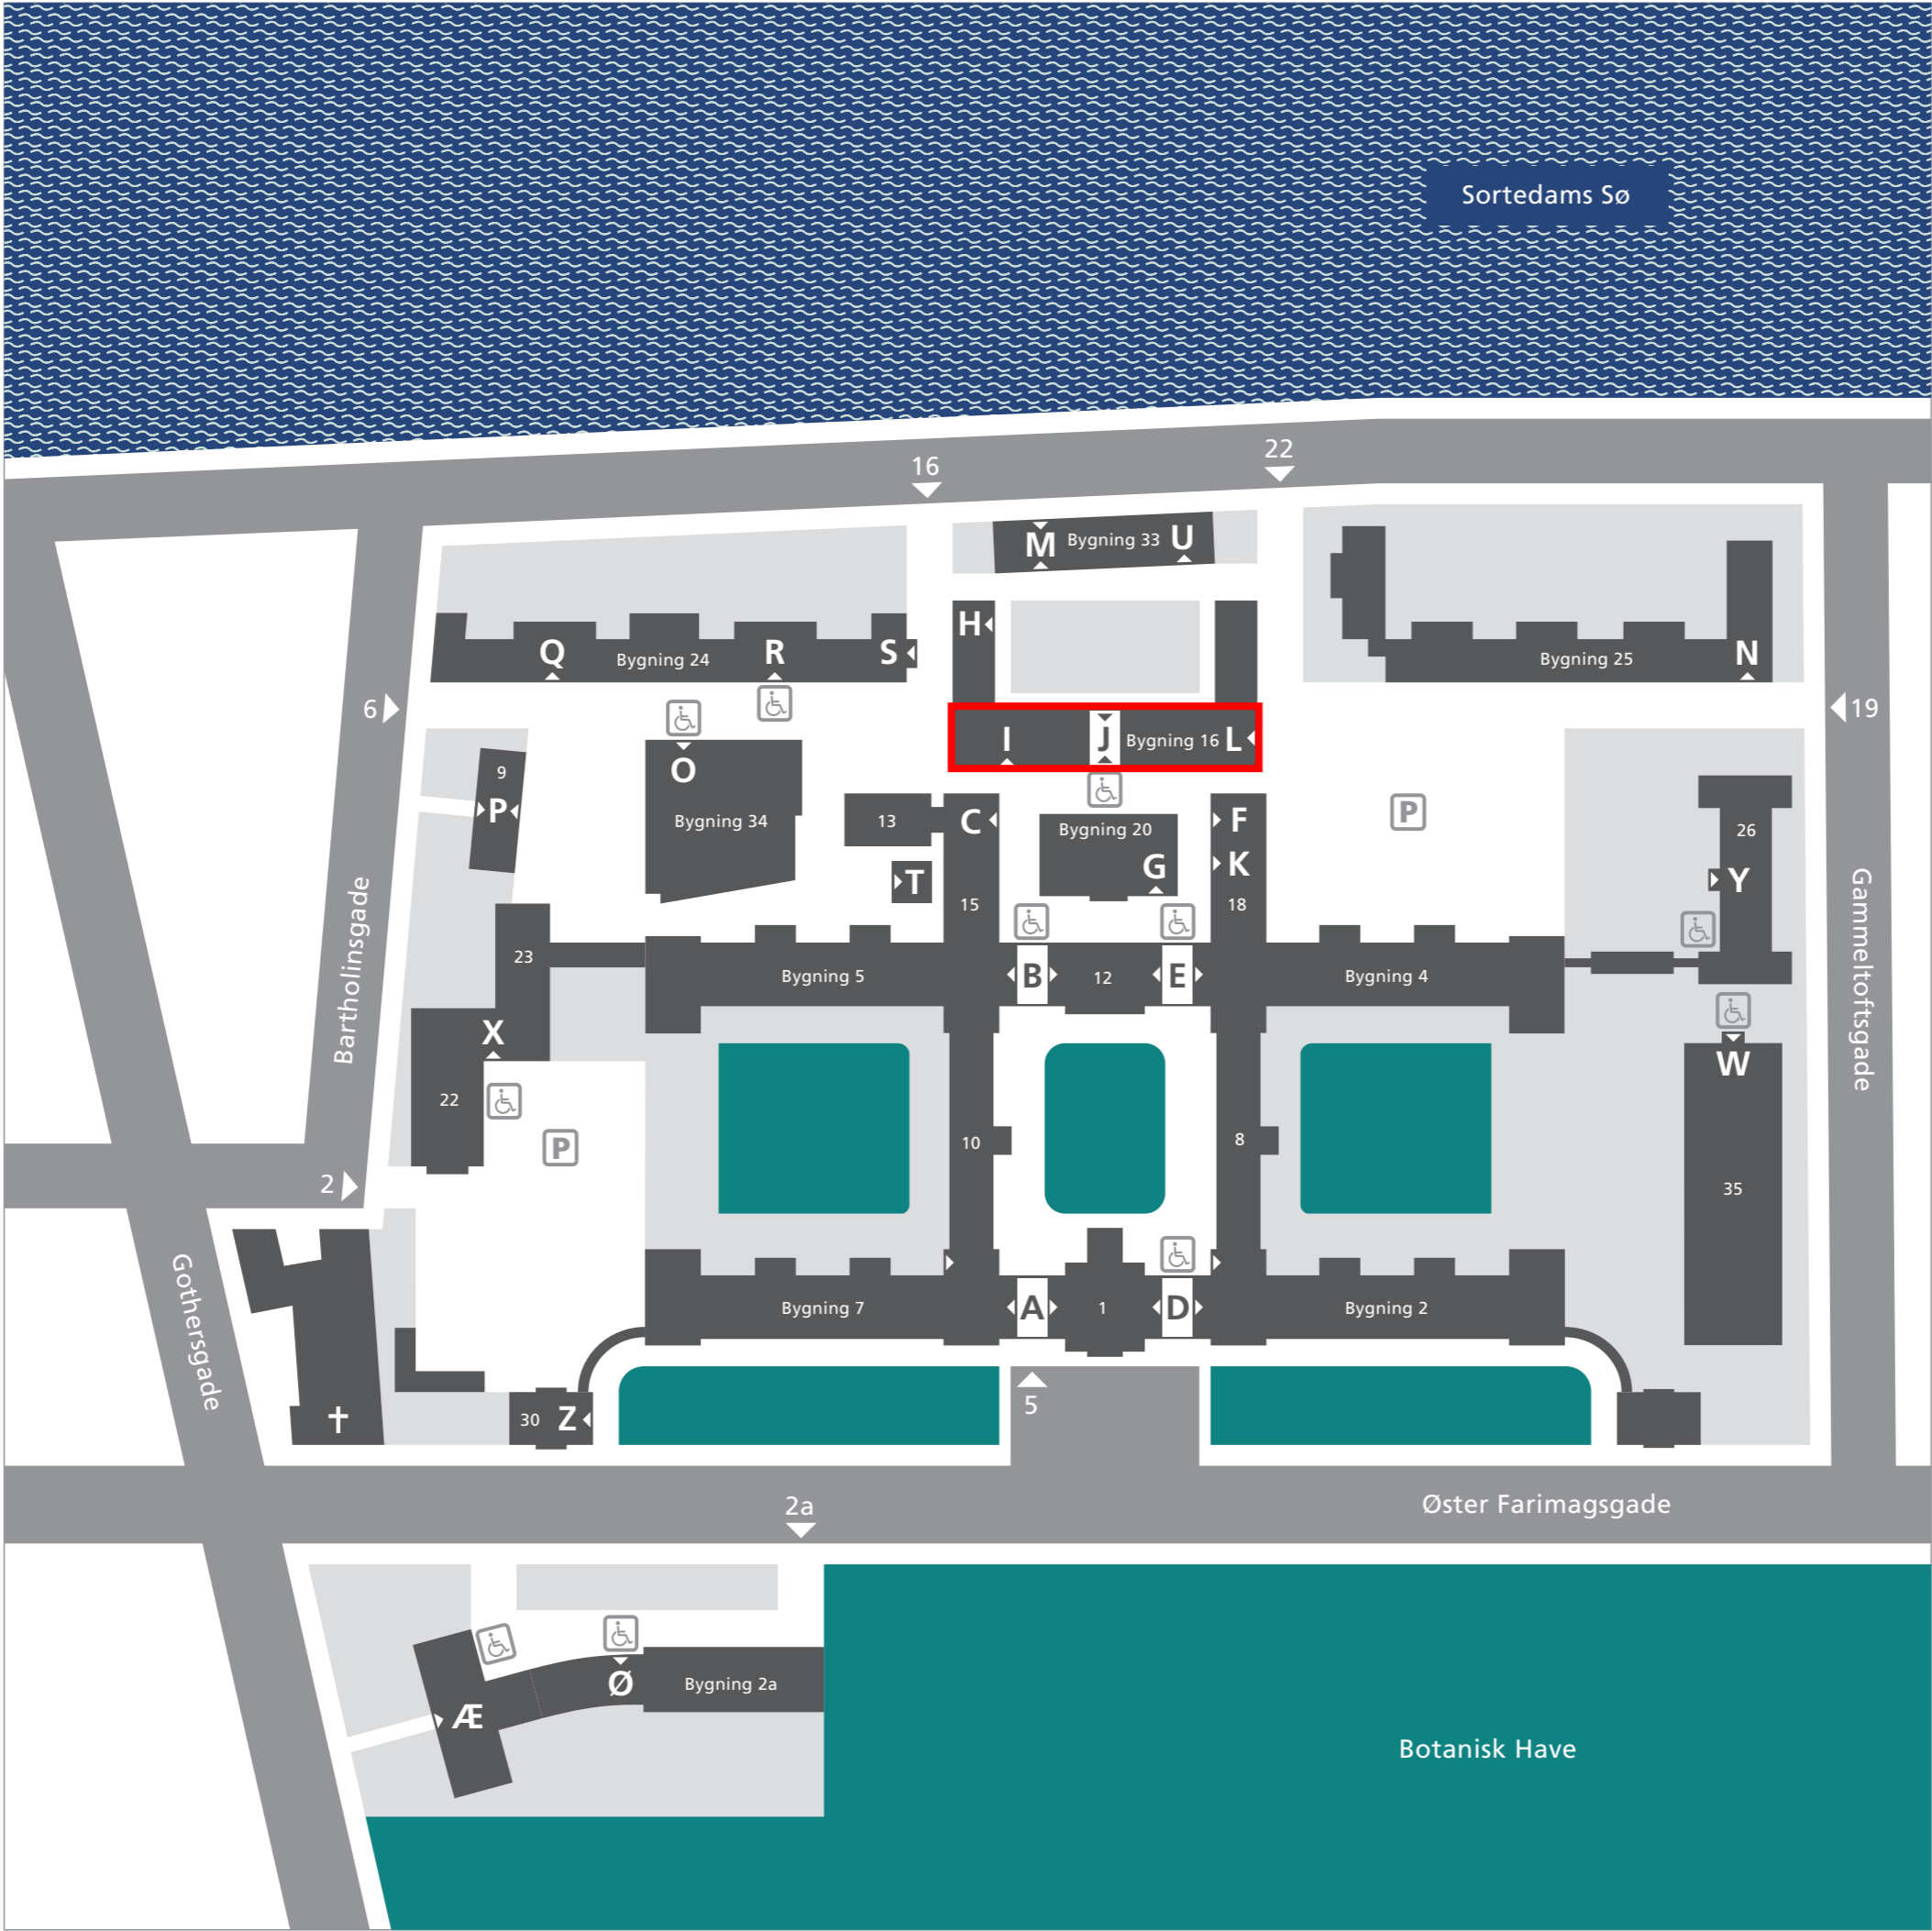 Sortedams Sø
22
16
M Bygning 33 U
H
Q Bygning 24 R S
Bygning 25 N
6
19
I J Bygning 16 L
9
P
O
Bygning 34
13
C
Bygning 20
G
F
K
P
26
Y
T
15
18
Bartholinsgade
Gammeltoftsgade
23
Bygning 5
B 12 E
Bygning 4
X
22
P
W
10
8
35
2
Gothersgade
Bygning 7
A 1 D
Bygning 2
5
30 Z
2a
Øster Farimagsgade
Ø Bygning 2a
Æ
Botanisk Have